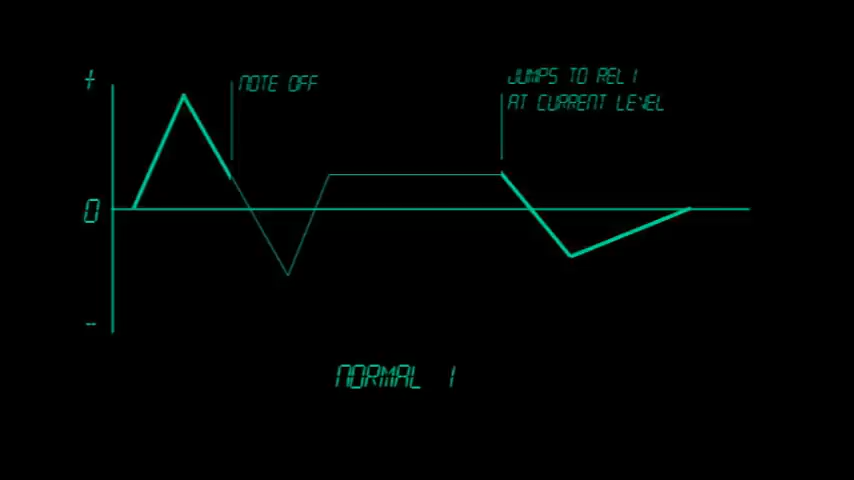 +
NOTE OFF
JUMPS TO REL 1
AT CURRENT LEVEL
0
-
NORMAL 1